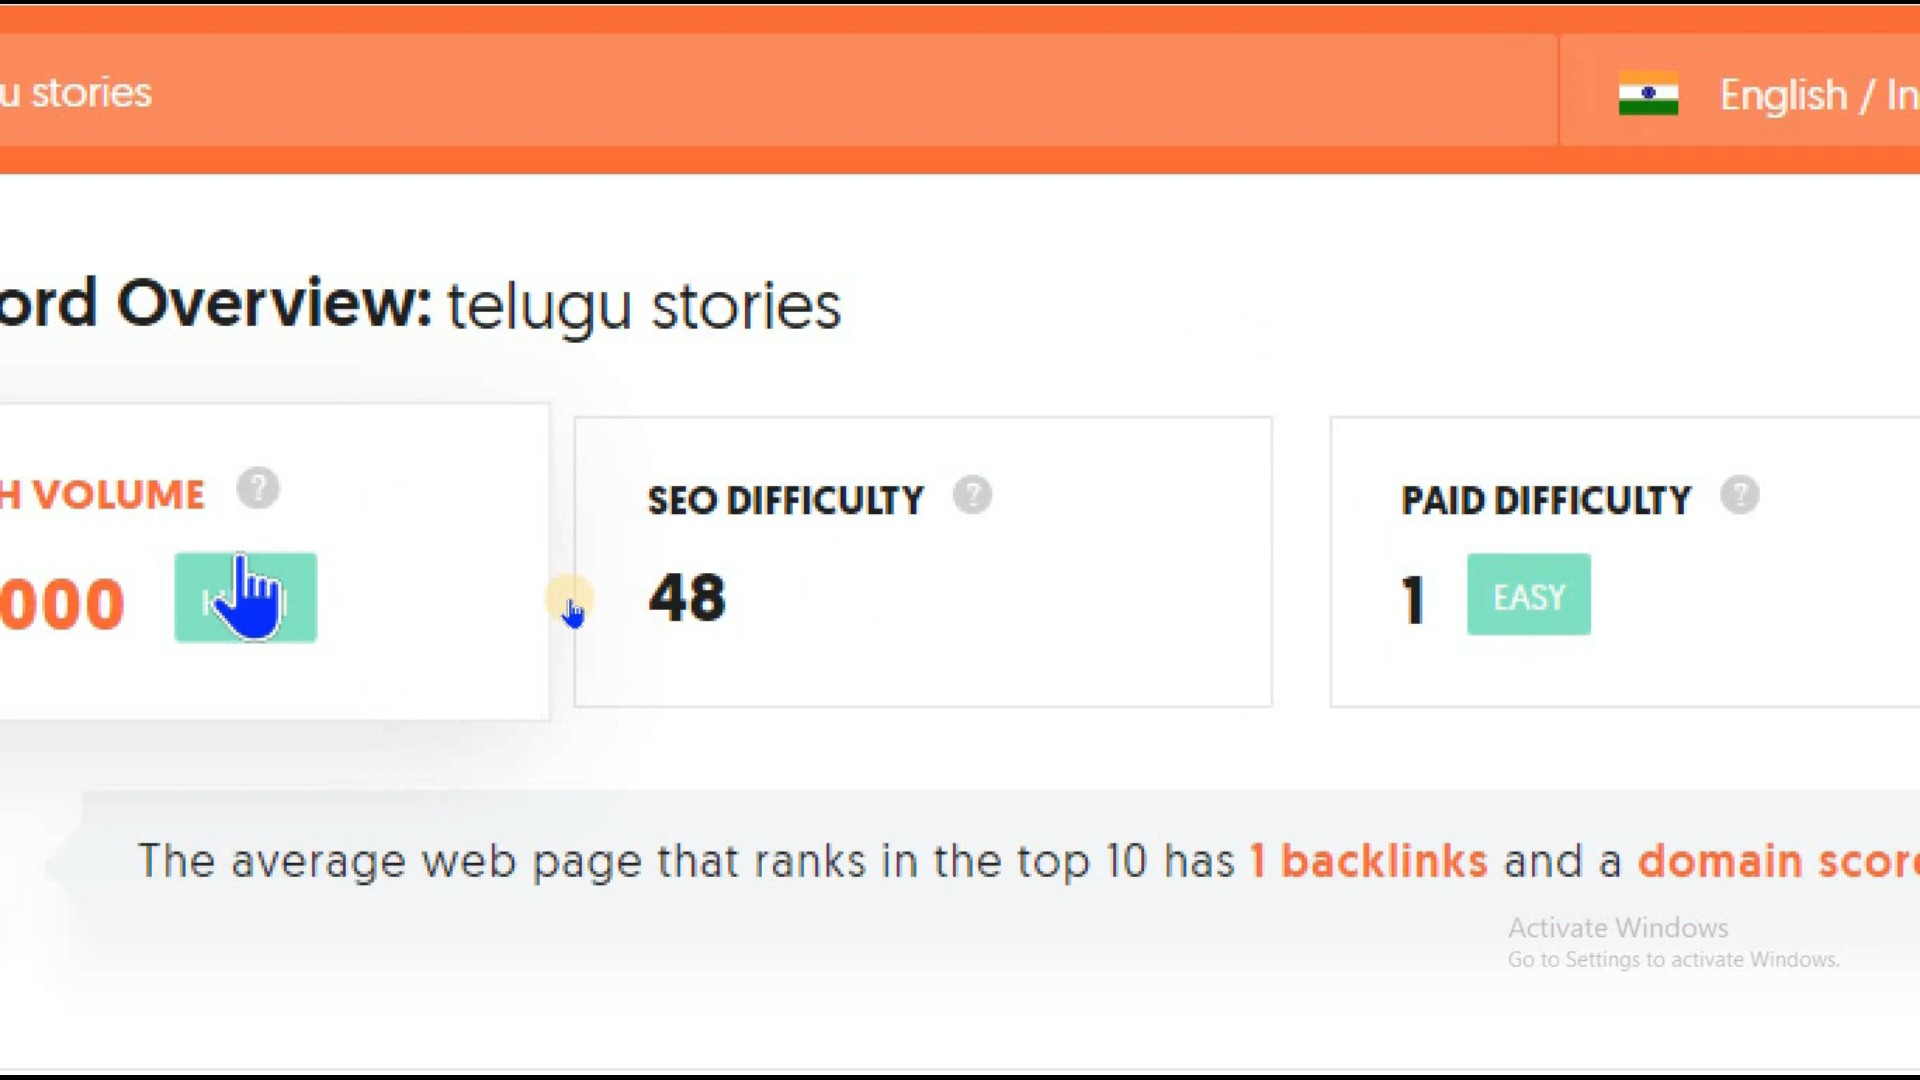 u stories
English / In
ord Overview: telugu stories
H VOLUME ?
SEO DIFFICULTY ?
PAID DIFFICULTY ?
000
48
1 EASY
The average web page that ranks in the top 10 has 1 backlinks and a domain score
Activate Windows
Go to Settings to activate Windows.